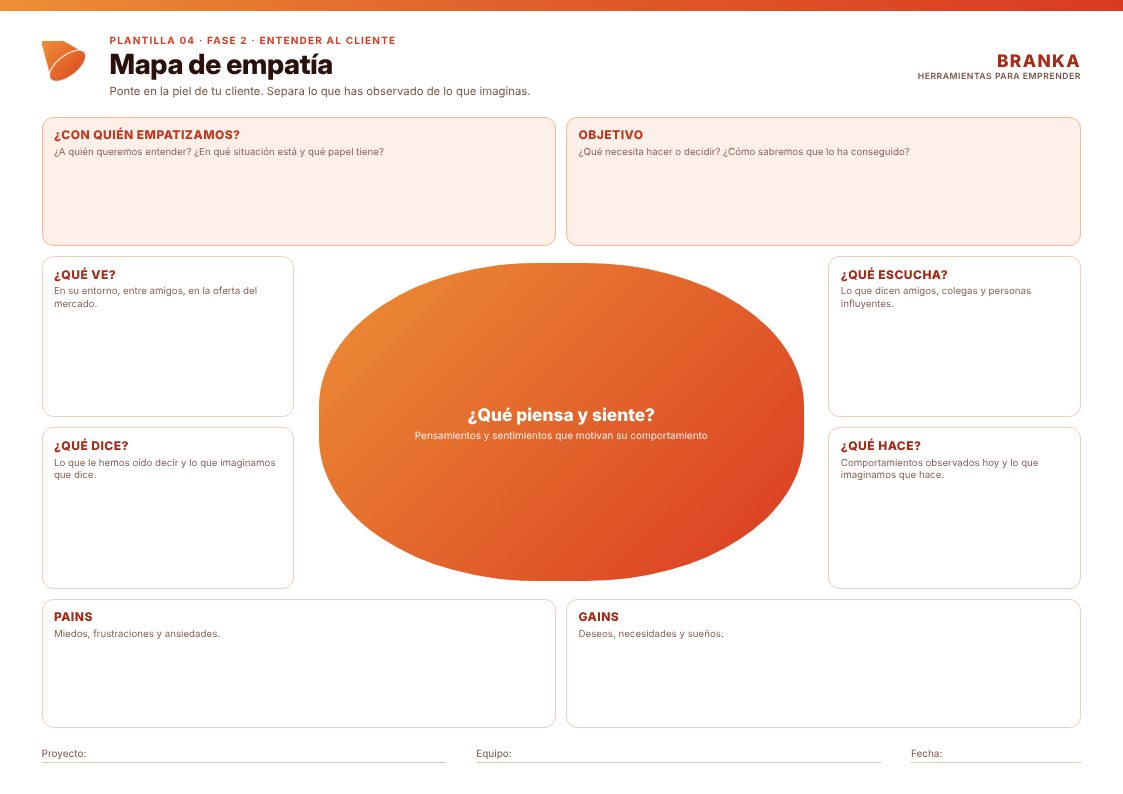 PLANTILLA 04 · FASE 2 · ENTENDER AL CLIENTE
Mapa de empatía
Ponte en la piel de tu cliente. Separa lo que has observado de lo que imaginas.
BRANKA
HERRAMIENTAS PARA EMPRENDER
¿CON QUIÉN EMPATIZAMOS?
¿A quién queremos entender? ¿En qué situación está y qué papel tiene?
OBJETIVO
¿Qué necesita hacer o decidir? ¿Cómo sabremos que lo ha conseguido?
¿QUÉ VE?
En su entorno, entre amigos, en la oferta del
mercado.
¿QUÉ ESCUCHA?
Lo que dicen amigos, colegas y personas
influyentes.
¿Qué piensa y siente?
Pensamientos y sentimientos que motivan su comportamiento
¿QUÉ DICE?
Lo que le hemos oído decir y lo que imaginamos
que dice.
¿QUÉ HACE?
Comportamientos observados hoy y lo que
imaginamos que hace.
PAINS
Miedos, frustraciones y ansiedades.
GAINS
Deseos, necesidades y sueños.
Proyecto:
Equipo:
Fecha: